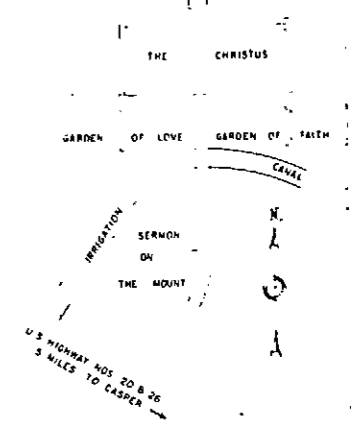 THE CHRISTUS
GARDEN OF LOVE GARDEN OF FAITH
CANAL
IRRIGATION
SERMON
ON
THE MOUNT
N.
U S HIGHWAY NOS 20 & 26
5 MILES TO CASPER